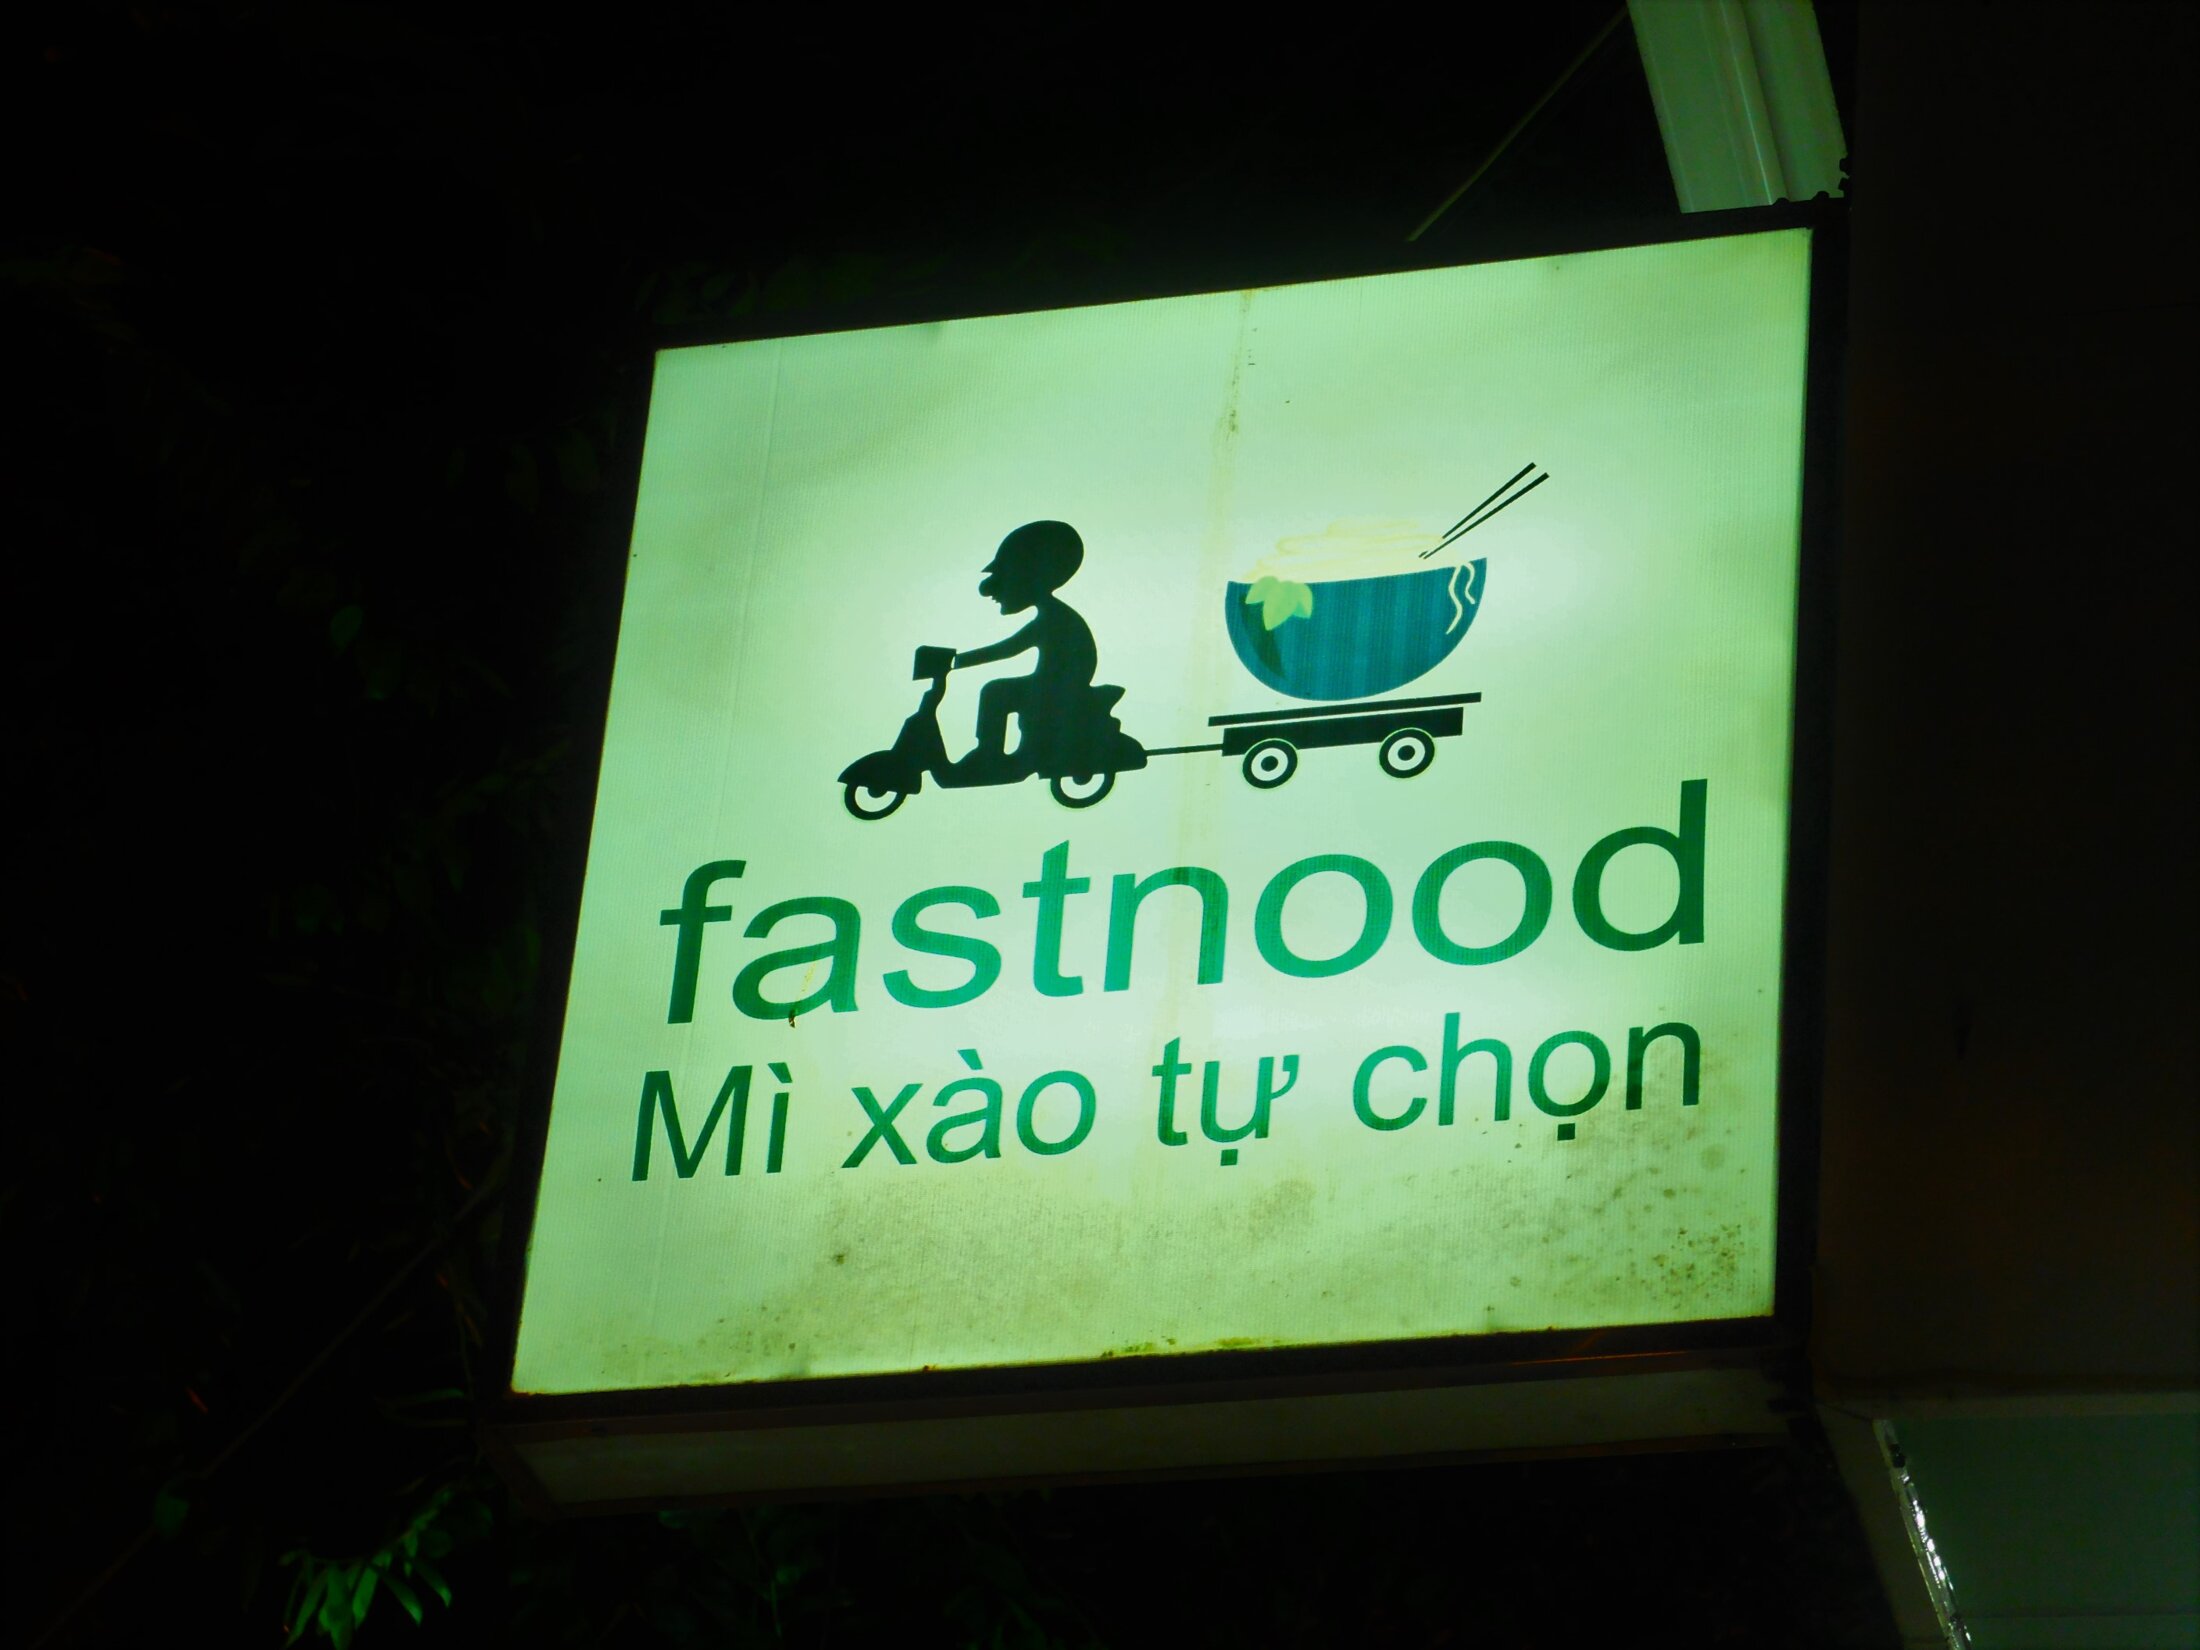 fastnood
Mì xào tự chọn